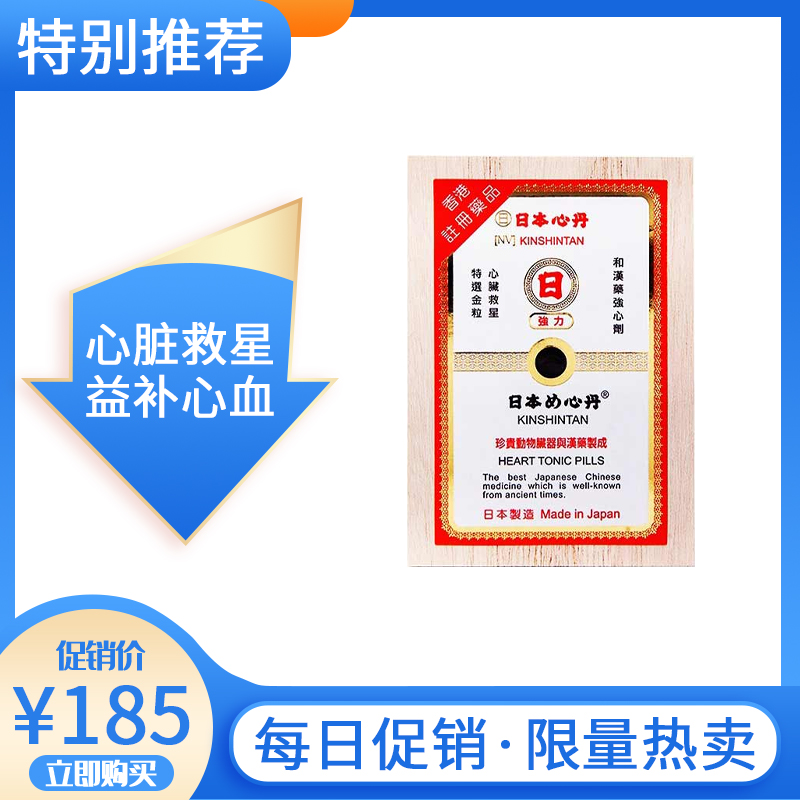 特别推荐
心脏救星
益补心血
香港
註冊藥品
日本心丹
[NV] KINSHINTAN
和漢藥強心劑
心臟救星
特選金粒
日
強力
日本め心丹®
KINSHINTAN
珍貴動物臟器與漢藥製成
HEART TONIC PILLS
The best Japanese Chinese
medicine which is well-known
from ancient times.
日本製造 Made in Japan
促销价
¥185
立即购买
每日促销·限量热卖